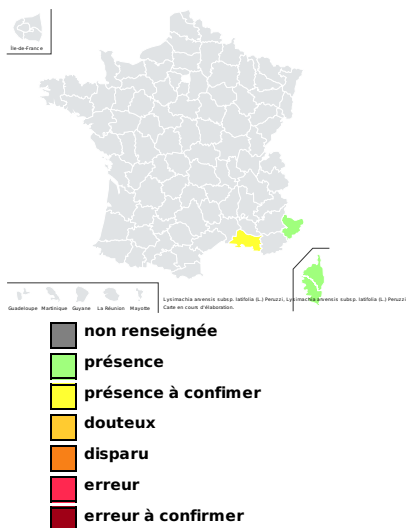 Île-de-France
Guadeloupe Martinique Guyane La Réunion Mayotte
Lysimachia arvensis subsp. latifolia (L.) Peruzzi, Lysimachia arvensis subsp. latifolia (L.) Peruzzi
Carte en cours d'élaboration.
non renseignée
présence
présence à confimer
douteux
disparu
erreur
erreur à confirmer